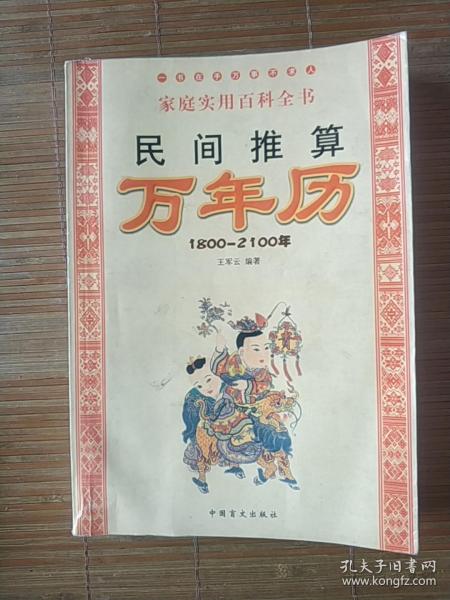 一书在手万事不求人
家庭实用百科全书
民间推算
万年历
1800-2100年
王军云 编著
中国盲文出版社
孔夫子旧书网
www.kongfz.com